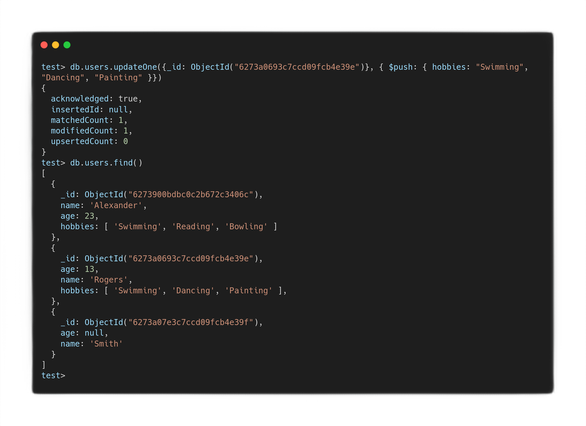 test> db.users.updateOne({_id: ObjectId("6273a0693c7ccd09fcb4e39e")}, { $push: { hobbies: "Swimming",
"Dancing", "Painting" }})
{
  acknowledged: true,
  insertedId: null,
  matchedCount: 1,
  modifiedCount: 1,
  upsertedCount: 0
}
test> db.users.find()
[
  {
    _id: ObjectId("6273900bdbc0c2b672c3406c"),
    name: 'Alexander',
    age: 23,
    hobbies: [ 'Swimming', 'Reading', 'Bowling' ]
  },
  {
    _id: ObjectId("6273a0693c7ccd09fcb4e39e"),
    age: 13,
    name: 'Rogers',
    hobbies: [ 'Swimming', 'Dancing', 'Painting' ],
  },
  {
    _id: ObjectId("6273a07e3c7ccd09fcb4e39f"),
    age: null,
    name: 'Smith'
  }
]
test>